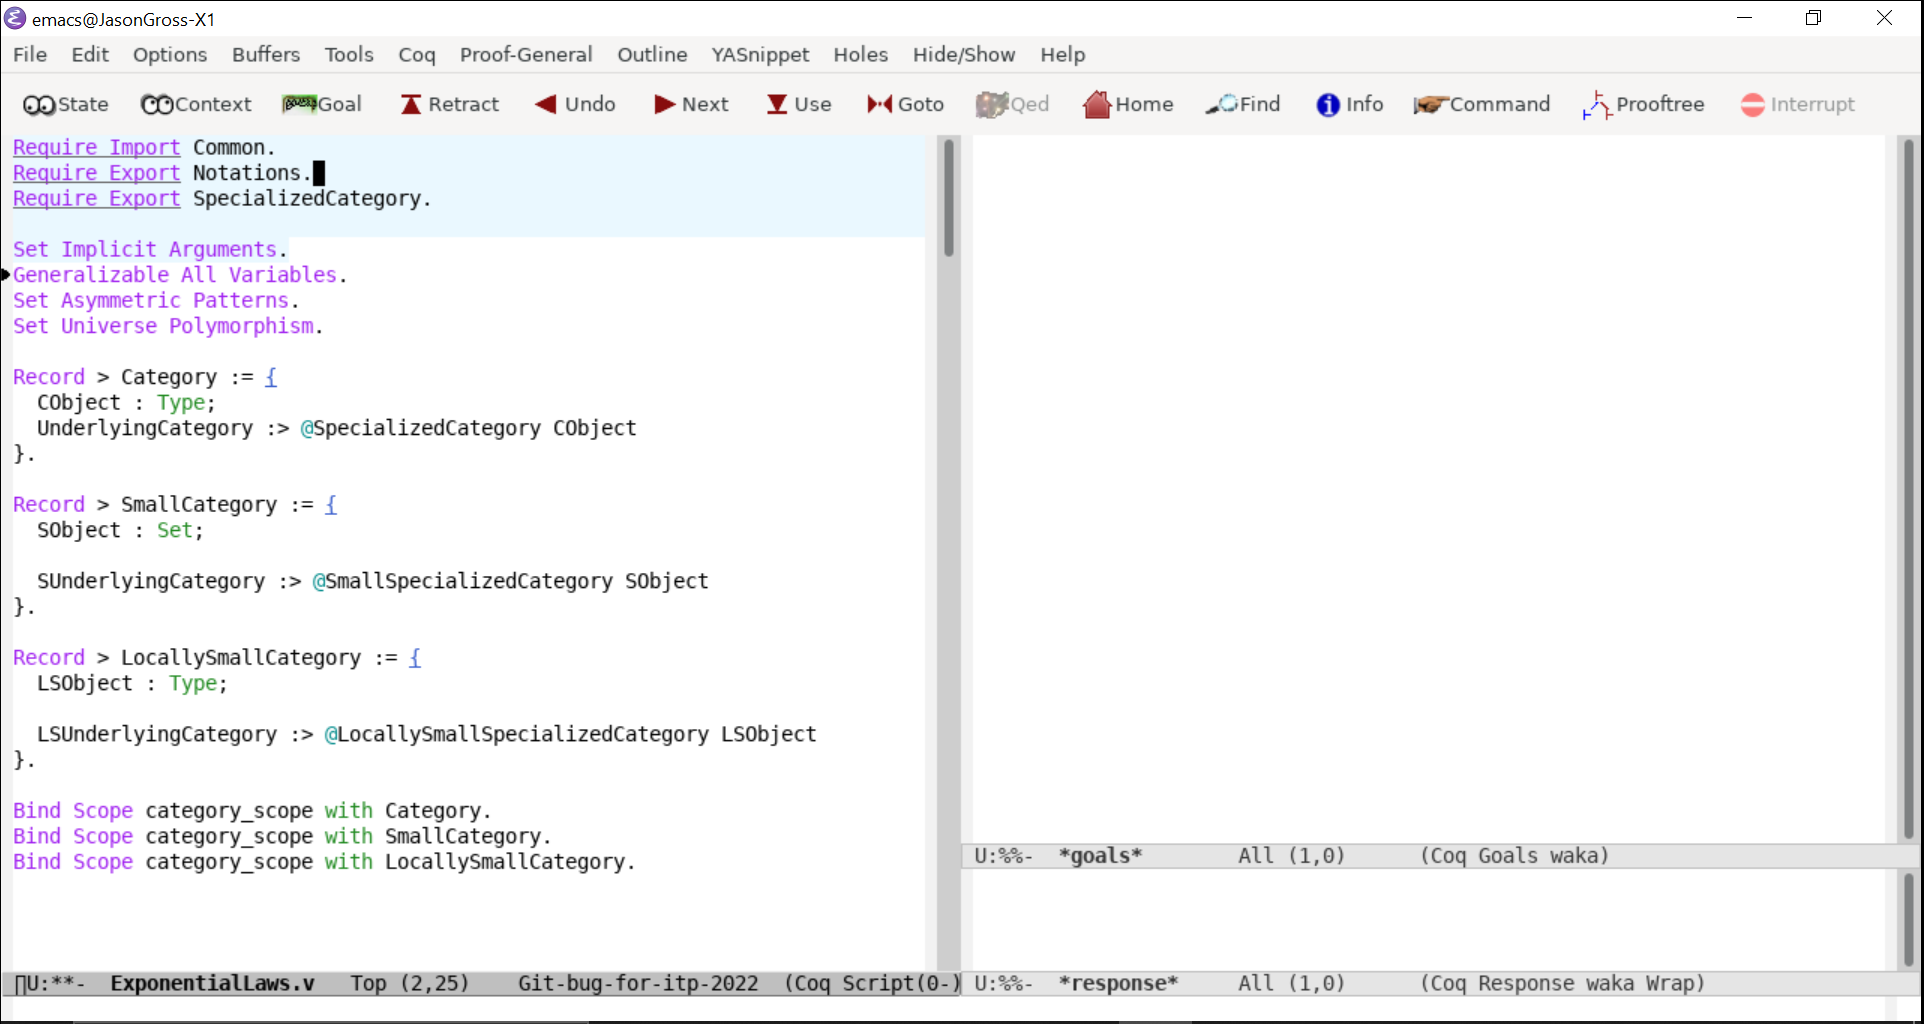 emacs@JasonGross-X1
File Edit Options Buffers Tools Coq Proof-General Outline YASnippet Holes Hide/Show Help
State Context Goal Retract Undo Next Use Goto Qed Home Find Info Command Prooftree Interrupt
Require Import Common.
Require Export Notations.
Require Export SpecializedCategory.
Set Implicit Arguments.
Generalizable All Variables.
Set Asymmetric Patterns.
Set Universe Polymorphism.
Record > Category := {
  CObject : Type;
  UnderlyingCategory :> @SpecializedCategory CObject
}.
Record > SmallCategory := {
  SObject : Set;
  SUnderlyingCategory :> @SmallSpecializedCategory SObject
}.
Record > LocallySmallCategory := {
  LSObject : Type;
  LSUnderlyingCategory :> @LocallySmallSpecializedCategory LSObject
}.
Bind Scope category_scope with Category.
Bind Scope category_scope with SmallCategory.
Bind Scope category_scope with LocallySmallCategory.
U:**- ExponentialLaws.v Top (2,25) Git-bug-for-itp-2022 (Coq Script(0-)
U:%%- *goals* All (1,0) (Coq Goals waka)
U:%%- *response* All (1,0) (Coq Response waka Wrap)